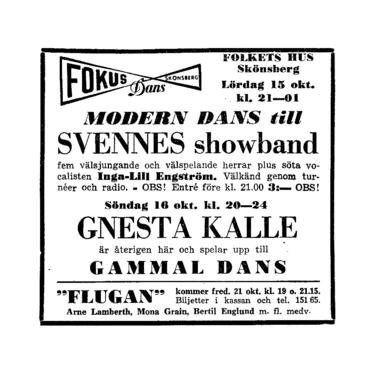 FOKUS
SKÖNSBERG
Dans
FOLKETS HUS
Skönsberg
Lördag 15 okt.
kl. 21—01
MODERN DANS till
SVENNES showband
fem välsjungande och välspelande herrar plus söta vo-
calisten Inga-Lill Engström. Välkänd genom tur-
néer och radio. - OBS! Entré före kl. 21.00 3:— OBS!
Söndag 16 okt. kl. 20—24
GNESTA KALLE
är återigen här och spelar upp till
GAMMAL DANS
"FLUGAN"
kommer fred. 21 okt. kl. 19 o. 21.15.
Biljetter i kassan och tel. 151 65.
Arne Lamberth, Mona Grain, Bertil Englund m. fl. medv.